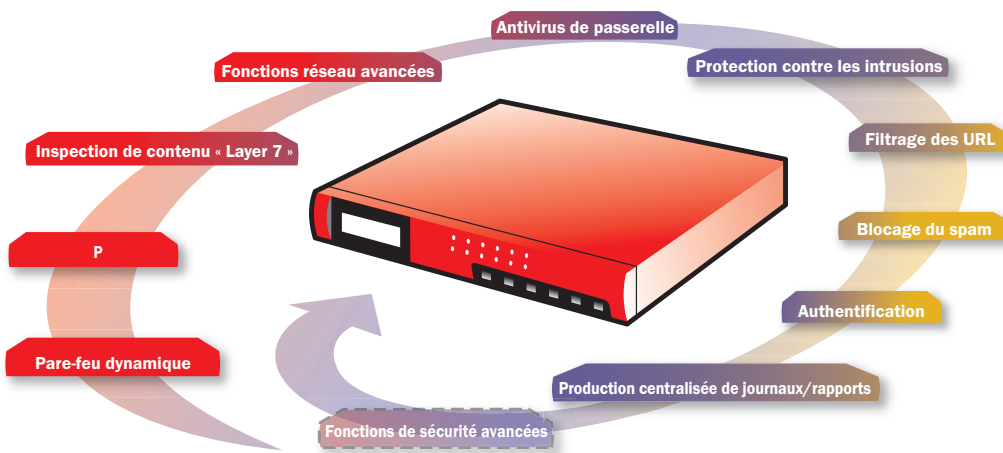 Antivirus de passerelle
Fonctions réseau avancées
Protection contre les intrusions
Inspection de contenu « Layer 7 »
Filtrage des URL
P
Blocage du spam
Authentification
Pare-feu dynamique
Production centralisée de journaux/rapports
Fonctions de sécurité avancées